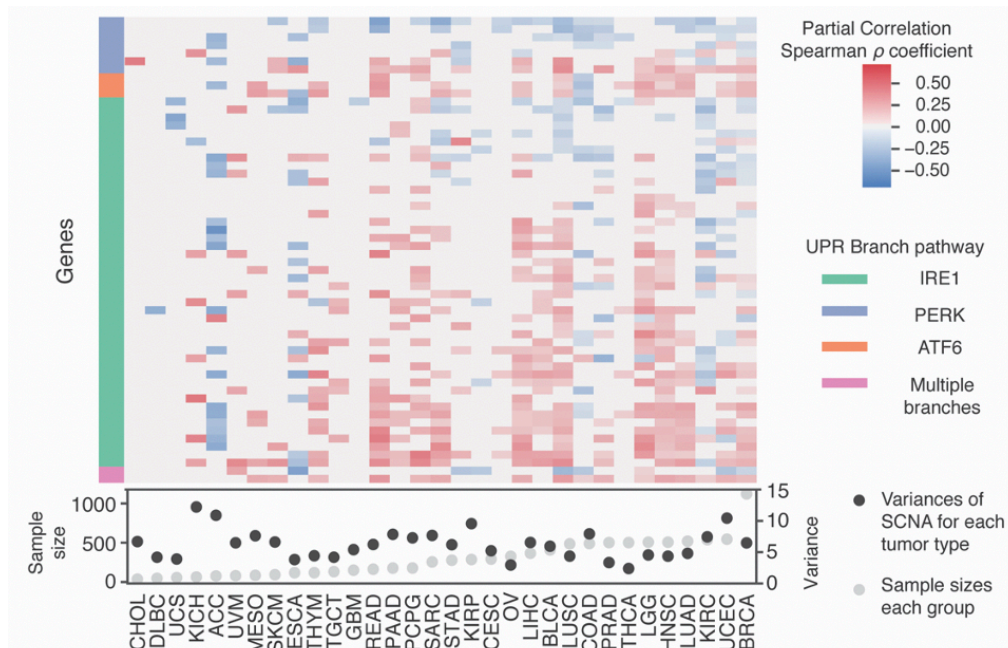 Partial Correlation
Spearman ρ coefficient
0.50
0.25
0.00
−0.25
−0.50
Genes
UPR Branch pathway
IRE1
PERK
ATF6
Multiple
branches
Sample
size
1000
500
0
15
10
5
0
Variance
Variances of
SCNA for each
tumor type
Sample sizes
each group
CHOL
DLBC
UCS
KICH
ACC
UVM
MESO
SKCM
ESCA
THYM
TGCT
GBM
READ
PAAD
PCPG
SARC
STAD
KIRP
CESC
OV
LIHC
BLCA
LUSC
COAD
PRAD
THCA
LGG
HNSC
LUAD
KIRC
UCEC
BRCA